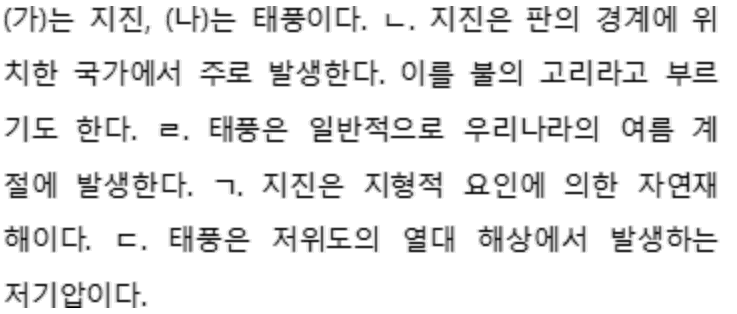 (가)는 지진, (나)는 태풍이다. ㄴ. 지진은 판의 경계에 위
치한 국가에서 주로 발생한다. 이를 불의 고리라고 부르
기도 한다. ㄹ. 태풍은 일반적으로 우리나라의 여름 계
절에 발생한다. ㄱ. 지진은 지형적 요인에 의한 자연재
해이다. ㄷ. 태풍은 저위도의 열대 해상에서 발생하는
저기압이다.